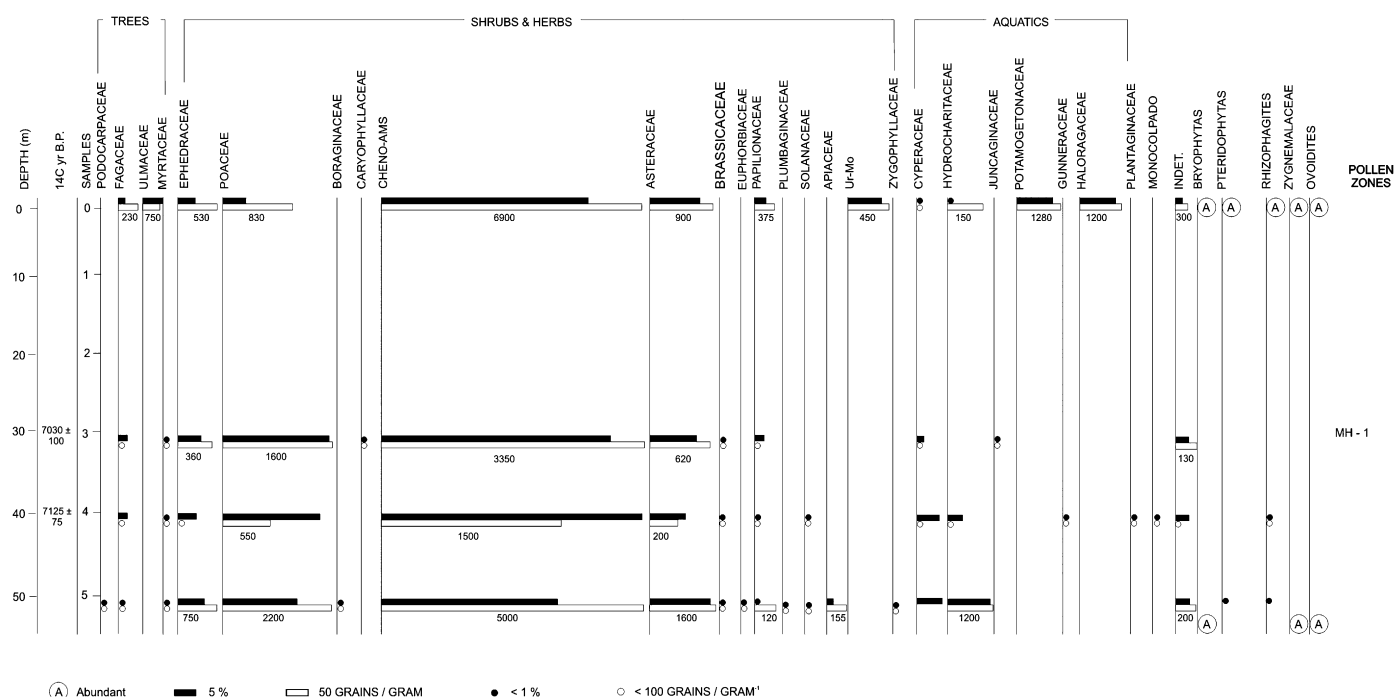 TREES SHRUBS & HERBS AQUATICS
DEPTH (m)
14C yr B.P.
SAMPLES
PODOCARPACEAE
FAGACEAE
ULMACEAE
MYRTACEAE
EPHEDRACEAE
POACEAE
BORAGINACEAE
CARYOPHYLLACEAE
CHENO-AMS
ASTERACEAE
BRASSICACEAE
EUPHORBIACEAE
PAPILIONACEAE
PLUMBAGINACEAE
SOLANACEAE
APIACEAE
Ur-Mo
ZYGOPHYLLACEAE
CYPERACEAE
HYDROCHARITACEAE
JUNCAGINACEAE
POTAMOGETONACEAE
GUNNERACEAE
HALORAGACEAE
PLANTAGINACEAE
MONOCOLPADO
INDET.
BRYOPHYTAS
PTERIDOPHYTAS
RHIZOPHAGITES
ZYGNEMALACEAE
OVOIDITES
POLLEN
ZONES
0 0 A A A A A
230 750 530 830 6900 900 375 450 150 1280 1200 300
10 1
20 2
30 7030 ±
100 3 MH - 1
360 1600 3350 620 130
40 7125 ±
75 4
550 1500 200
50 5
750 2200 5000 1600 120 155 1200 200
A A A
A Abundant 5 % 50 GRAINS / GRAM < 1 % < 100 GRAINS / GRAM⁻¹